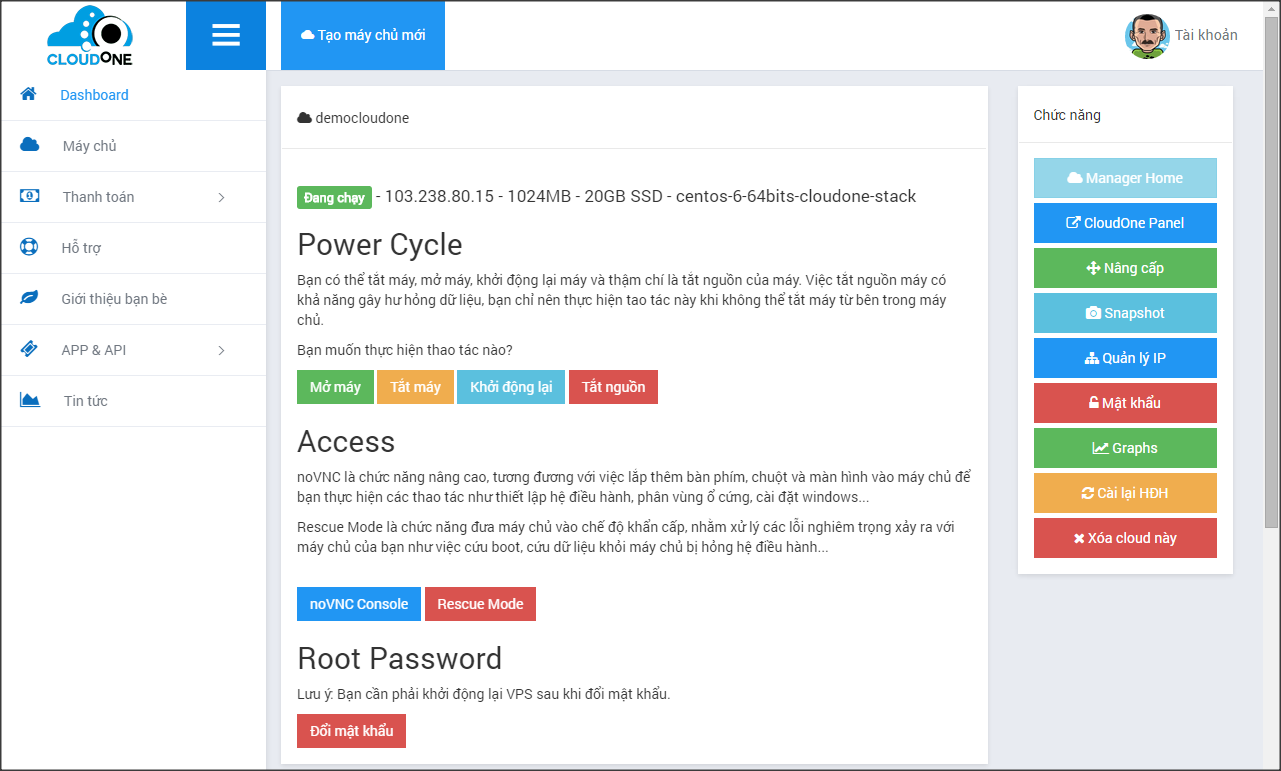 CLOUDONE
Tạo máy chủ mới
Tài khoản
Dashboard
Máy chủ
Thanh toán
Hỗ trợ
Giới thiệu bạn bè
APP & API
Tin tức
democloudone
Đang chạy - 103.238.80.15 - 1024MB - 20GB SSD - centos-6-64bits-cloudone-stack
Power Cycle
Bạn có thể tắt máy, mở máy, khởi động lại máy và thậm chí là tắt nguồn của máy. Việc tắt nguồn máy có
khả năng gây hư hỏng dữ liệu, bạn chỉ nên thực hiện tao tác này khi không thể tắt máy từ bên trong máy
chủ.
Bạn muốn thực hiện thao tác nào?
Mở máy Tắt máy Khởi động lại Tắt nguồn
Access
noVNC là chức năng nâng cao, tương đương với việc lắp thêm bàn phím, chuột và màn hình vào máy chủ để
bạn thực hiện các thao tác như thiết lập hệ điều hành, phân vùng ổ cứng, cài đặt windows...
Rescue Mode là chức năng đưa máy chủ vào chế độ khẩn cấp, nhằm xử lý các lỗi nghiêm trọng xảy ra với
máy chủ của bạn như việc cứu boot, cứu dữ liệu khỏi máy chủ bị hỏng hệ điều hành...
noVNC Console Rescue Mode
Root Password
Lưu ý: Bạn cần phải khởi động lại VPS sau khi đổi mật khẩu.
Đổi mật khẩu
Chức năng
Manager Home
CloudOne Panel
Nâng cấp
Snapshot
Quản lý IP
Mật khẩu
Graphs
Cài lại HĐH
Xóa cloud này